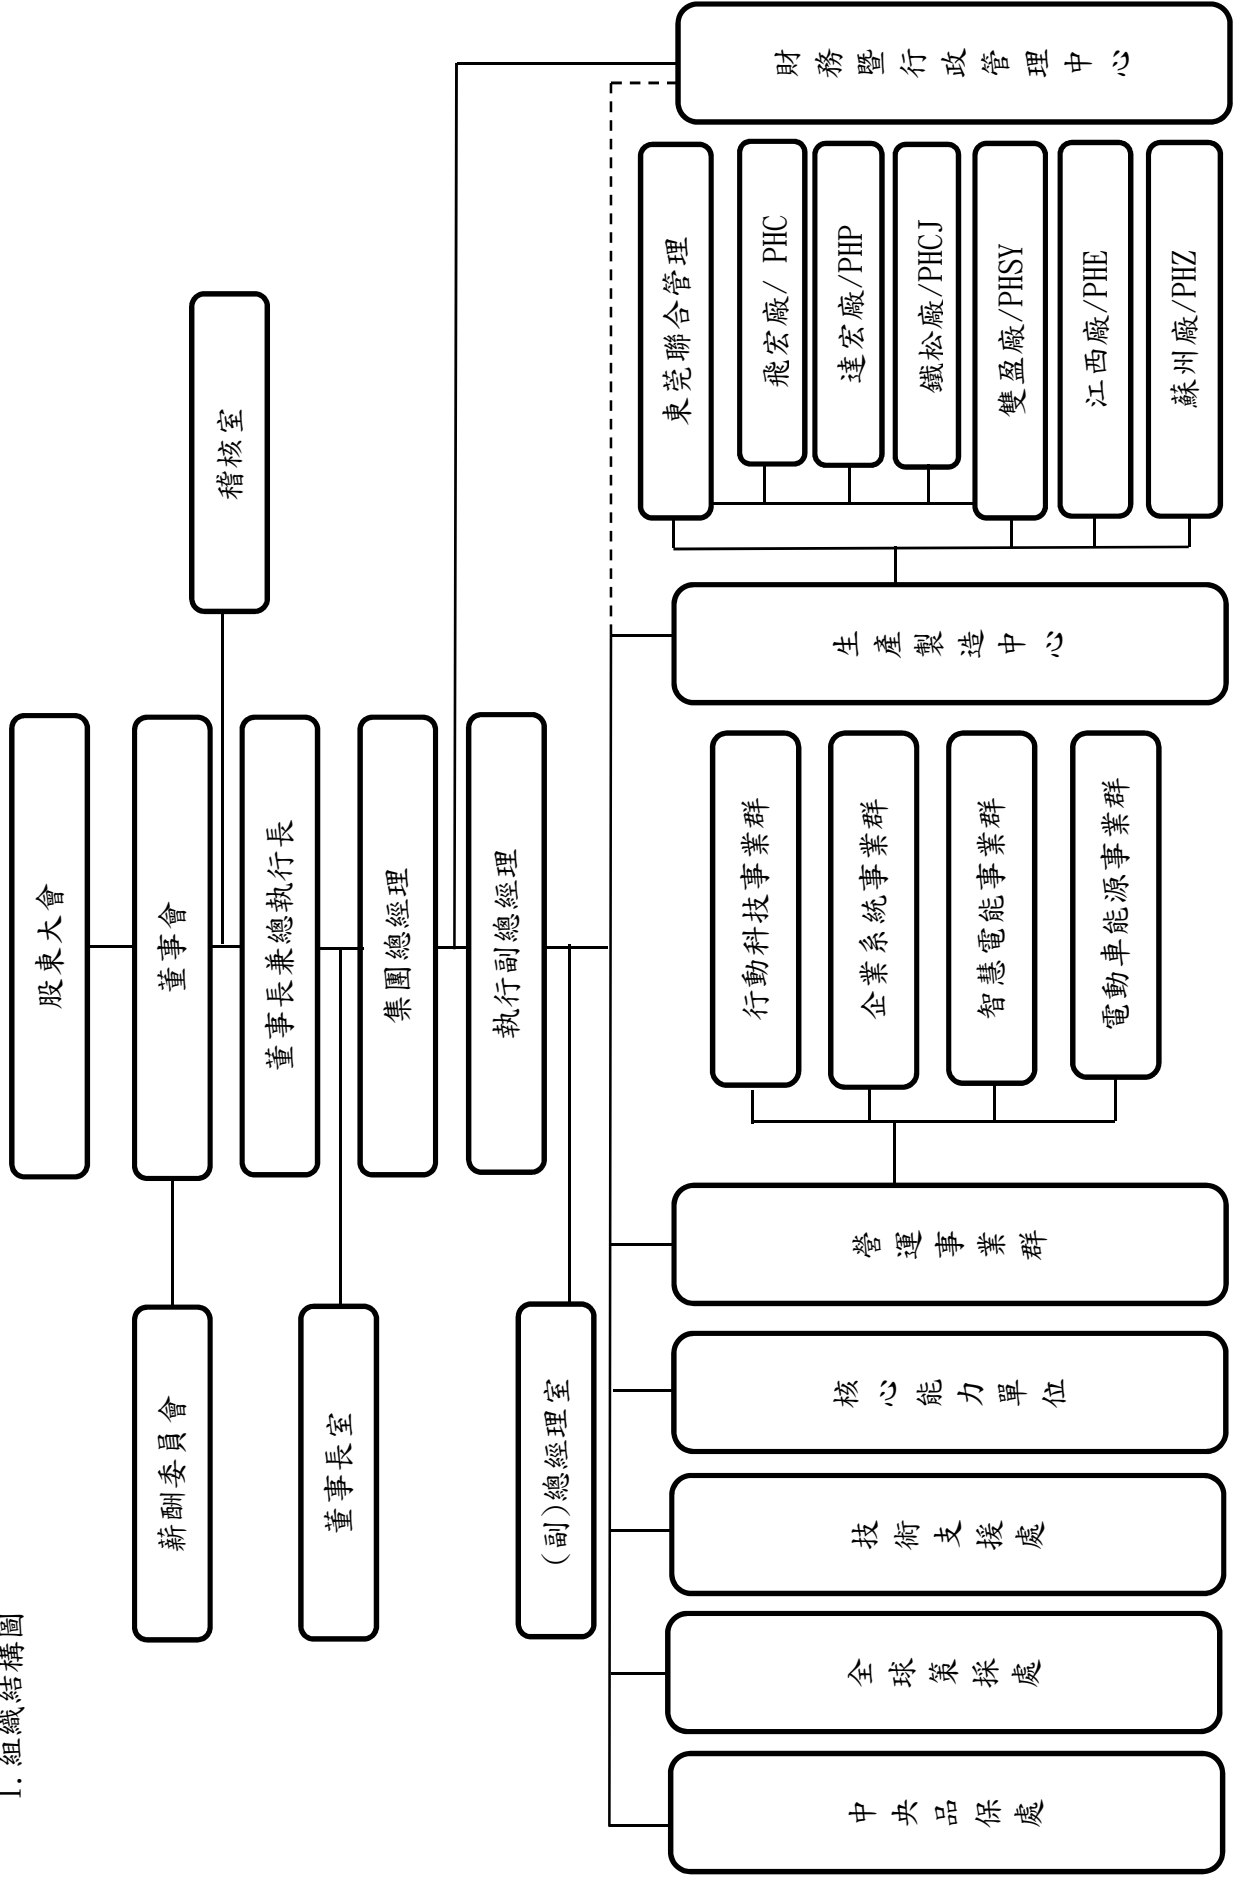 1. 組織結構圖
股東大會
董事會
稽核室
薪酬委員會
董事長兼總執行長
董事長室
集團總經理
執行副總經理
(副)總經理室
中央品保處
全球策採處
技術支援處
核心能力單位
營運事業群
行動科技事業群
企業系統事業群
智慧電能事業群
電動車能源事業群
生產製造中心
東莞聯合管理
飛宏廠/ PHC
達宏廠/PHP
鐵松廠/PHCJ
雙盈廠/PHSY
江西廠/PHE
蘇州廠/PHZ
財務暨行政管理中心